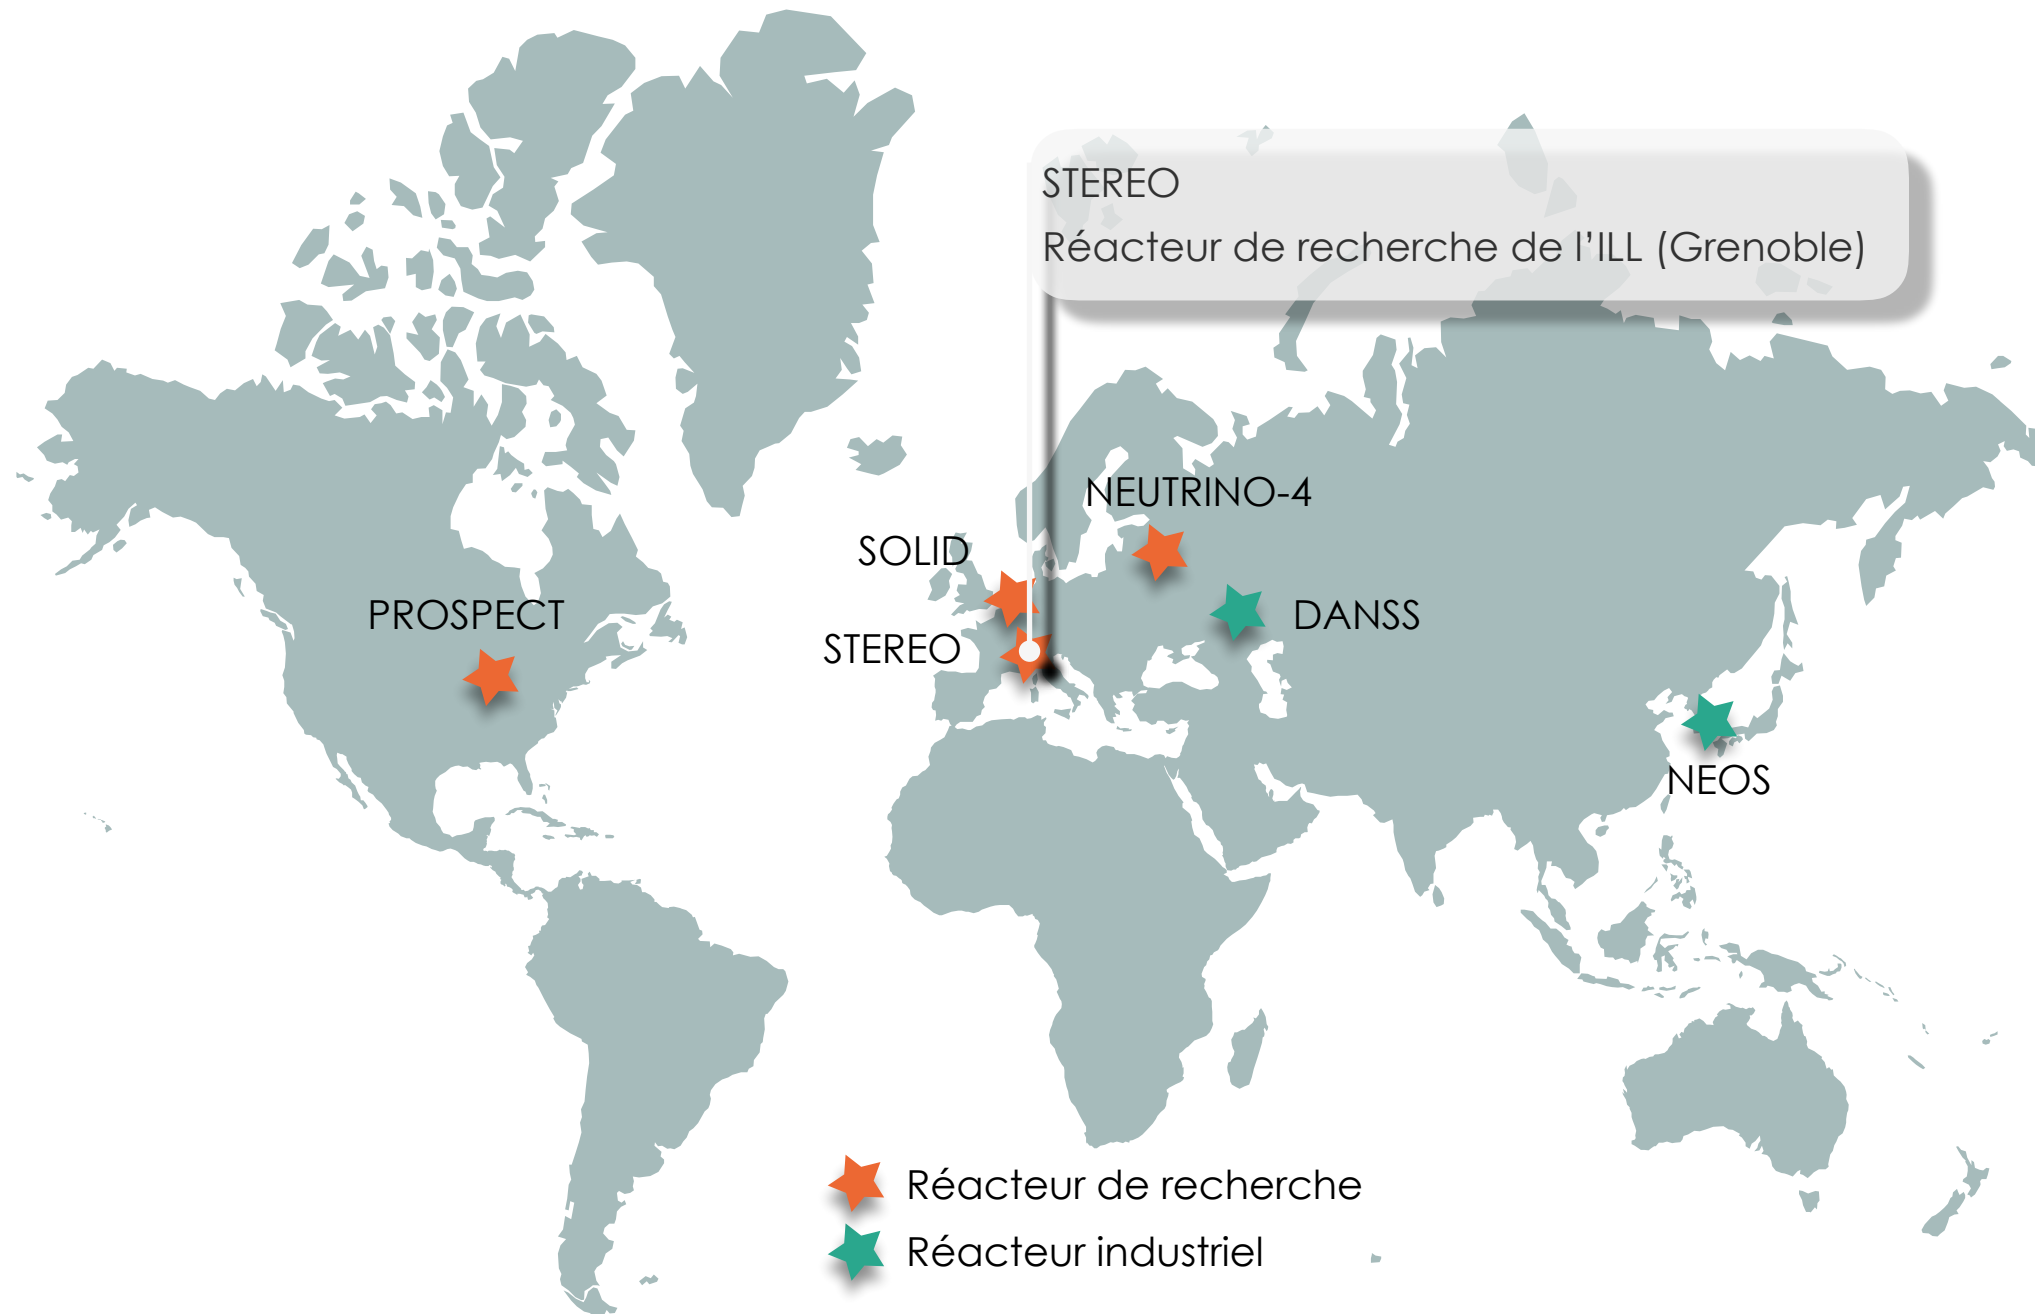 STEREO
Réacteur de recherche de l’ILL (Grenoble)
NEUTRINO-4
SOLID
PROSPECT
DANSS
STEREO
NEOS
Réacteur de recherche
Réacteur industriel